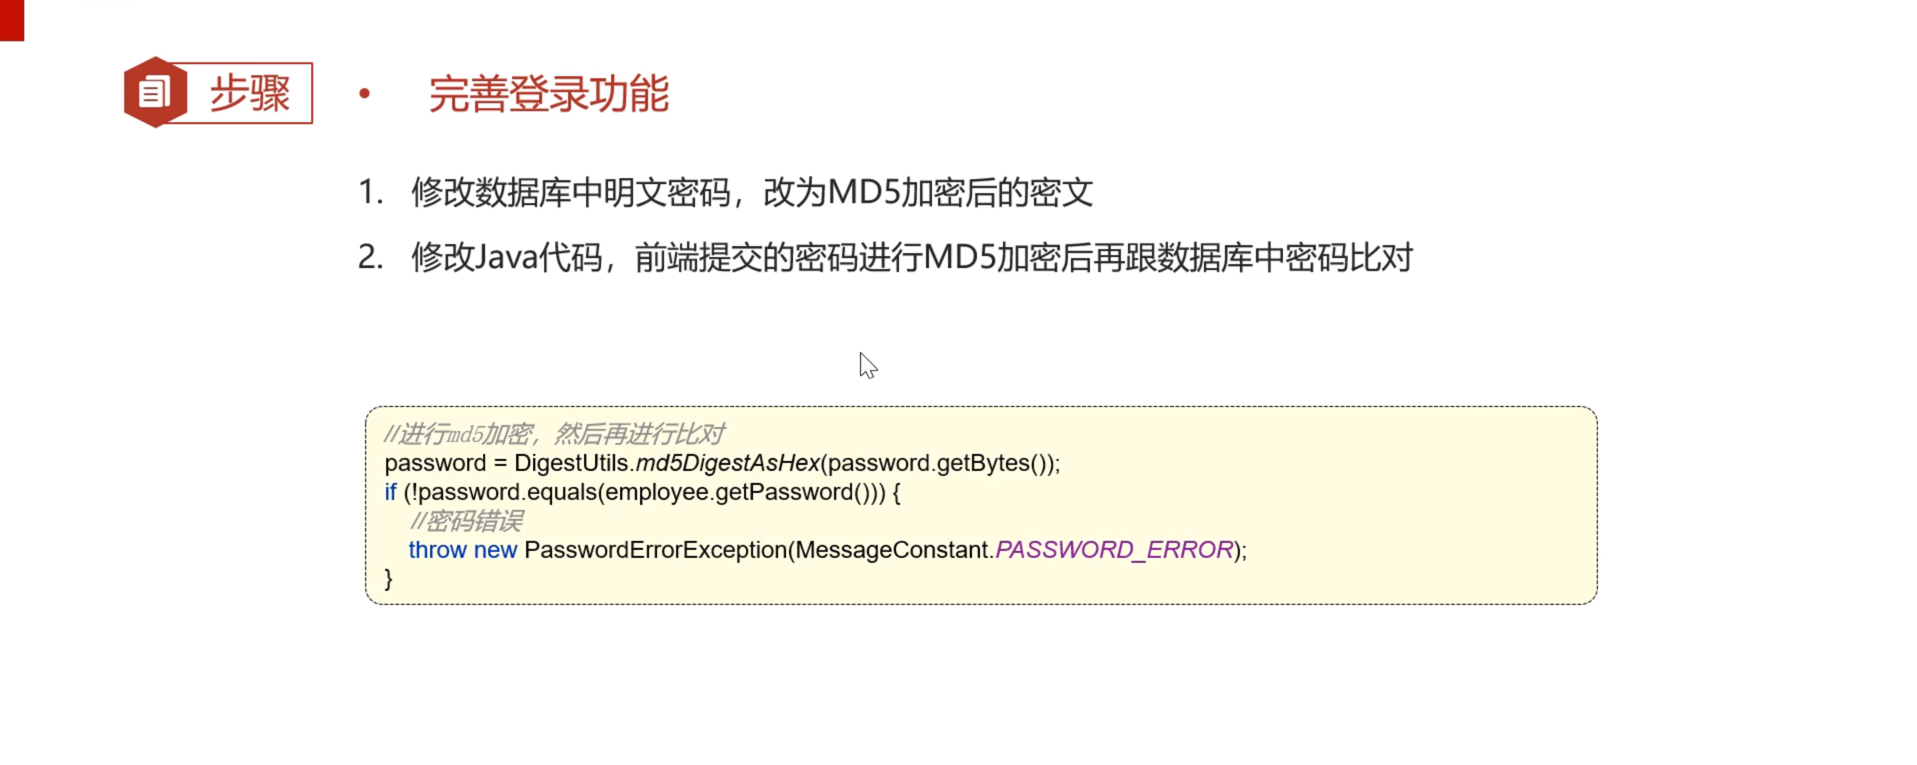 步骤
• 完善登录功能
1. 修改数据库中明文密码，改为MD5加密后的密文
2. 修改Java代码，前端提交的密码进行MD5加密后再跟数据库中密码比对
//进行md5加密，然后再进行比对
password = DigestUtils.md5DigestAsHex(password.getBytes());
if (!password.equals(employee.getPassword())) {
//密码错误
throw new PasswordErrorException(MessageConstant.PASSWORD_ERROR);
}